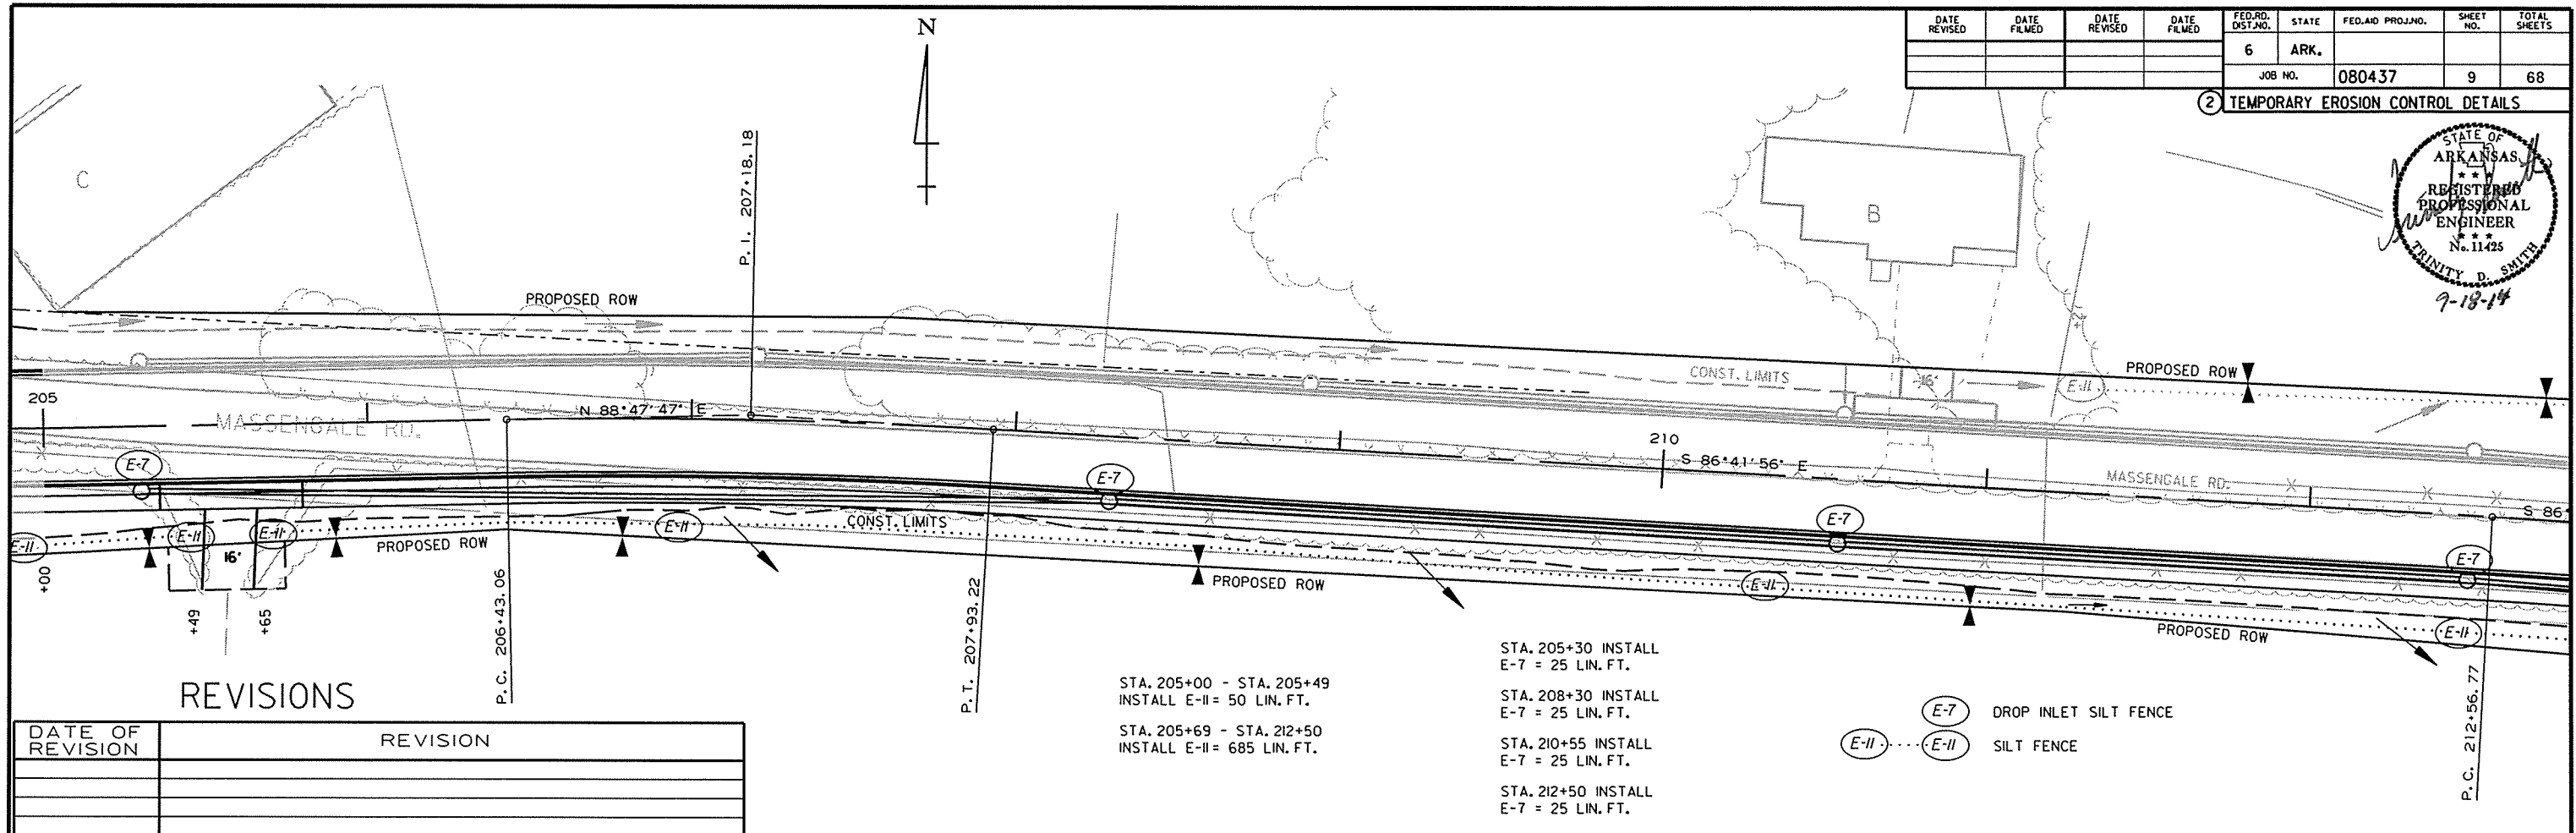 DATE REVISED
DATE FILMED
DATE REVISED
DATE FILMED
FED.RD. DIST.NO.
STATE
FED.AID PROJ.NO.
SHEET NO.
TOTAL SHEETS
6
ARK.
JOB NO.
080437
9
68
2 TEMPORARY EROSION CONTROL DETAILS
STATE OF
ARKANSAS
★ ★ ★
REGISTERED
PROFESSIONAL
ENGINEER
★ ★ ★
No. 11425
TRINITY D. SMITH
9-18-14
N
C
B
P.I. 207+18.18
PROPOSED ROW
CONST. LIMITS
16'
E-11
+27
PROPOSED ROW
205
MASSENGALE RD.
N 88°47'47" E
210
S 86°41'56" E
MASSENGALE RD.
S 86°
E-7
E-7
E-7
E-7
E-11
E-11
E-11
16'
PROPOSED ROW
E-11
CONST. LIMITS
PROPOSED ROW
E-11
PROPOSED ROW
E-11
+00
+49
+65
P.C. 206+43.06
P.T. 207+93.22
P.C. 212+56.77
STA. 205+00 - STA. 205+49
INSTALL E-11 = 50 LIN. FT.
STA. 205+69 - STA. 212+50
INSTALL E-11 = 685 LIN. FT.
STA. 205+30 INSTALL
E-7 = 25 LIN. FT.
STA. 208+30 INSTALL
E-7 = 25 LIN. FT.
STA. 210+55 INSTALL
E-7 = 25 LIN. FT.
STA. 212+50 INSTALL
E-7 = 25 LIN. FT.
E-7 DROP INLET SILT FENCE
E-11 E-11 SILT FENCE
REVISIONS
DATE OF REVISION
REVISION